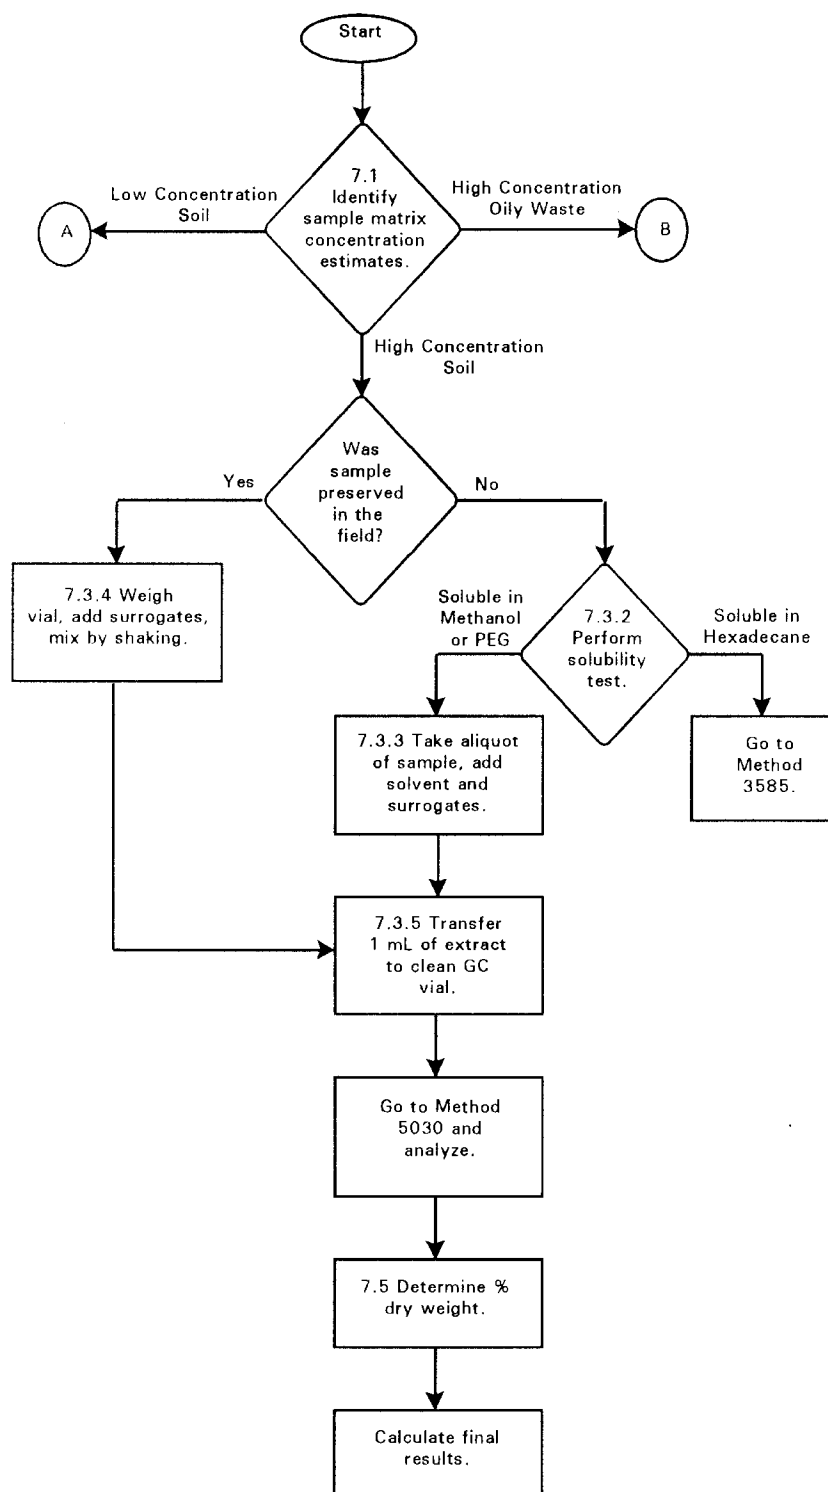 Start
7.1
Identify
sample matrix
concentration
estimates.
Low Concentration
Soil
A
High Concentration
Oily Waste
B
High Concentration
Soil
Was
sample
preserved
in the
field?
Yes
No
7.3.4 Weigh
vial, add surrogates,
mix by shaking.
Soluble in
Methanol
or PEG
7.3.2
Perform
solubility
test.
Soluble in
Hexadecane
7.3.3 Take aliquot
of sample, add
solvent and
surrogates.
Go to
Method
3585.
7.3.5 Transfer
1 mL of extract
to clean GC
vial.
Go to Method
5030 and
analyze.
7.5 Determine %
dry weight.
Calculate final
results.